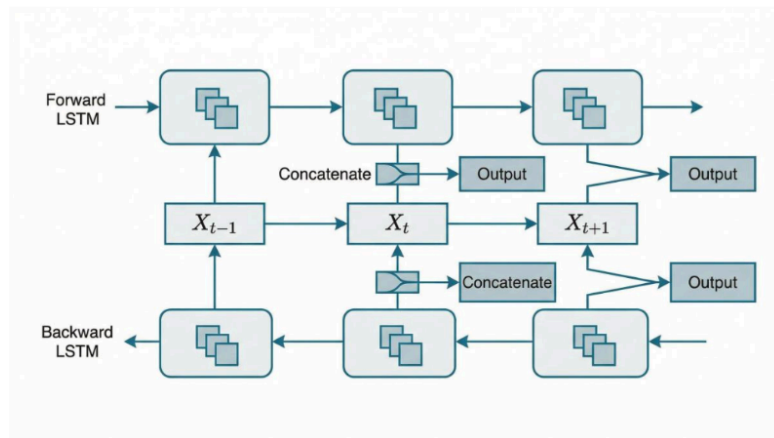 Forward
LSTM
Concatenate
Output
Output
X_{t-1}
X_t
X_{t+1}
Concatenate
Output
Backward
LSTM